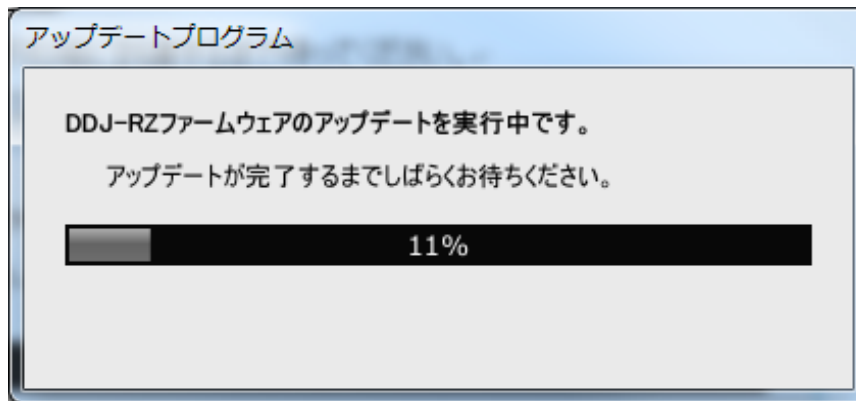 アップデートプログラム
DDJ-RZファームウェアのアップデートを実行中です。
アップデートが完了するまでしばらくお待ちください。
11%